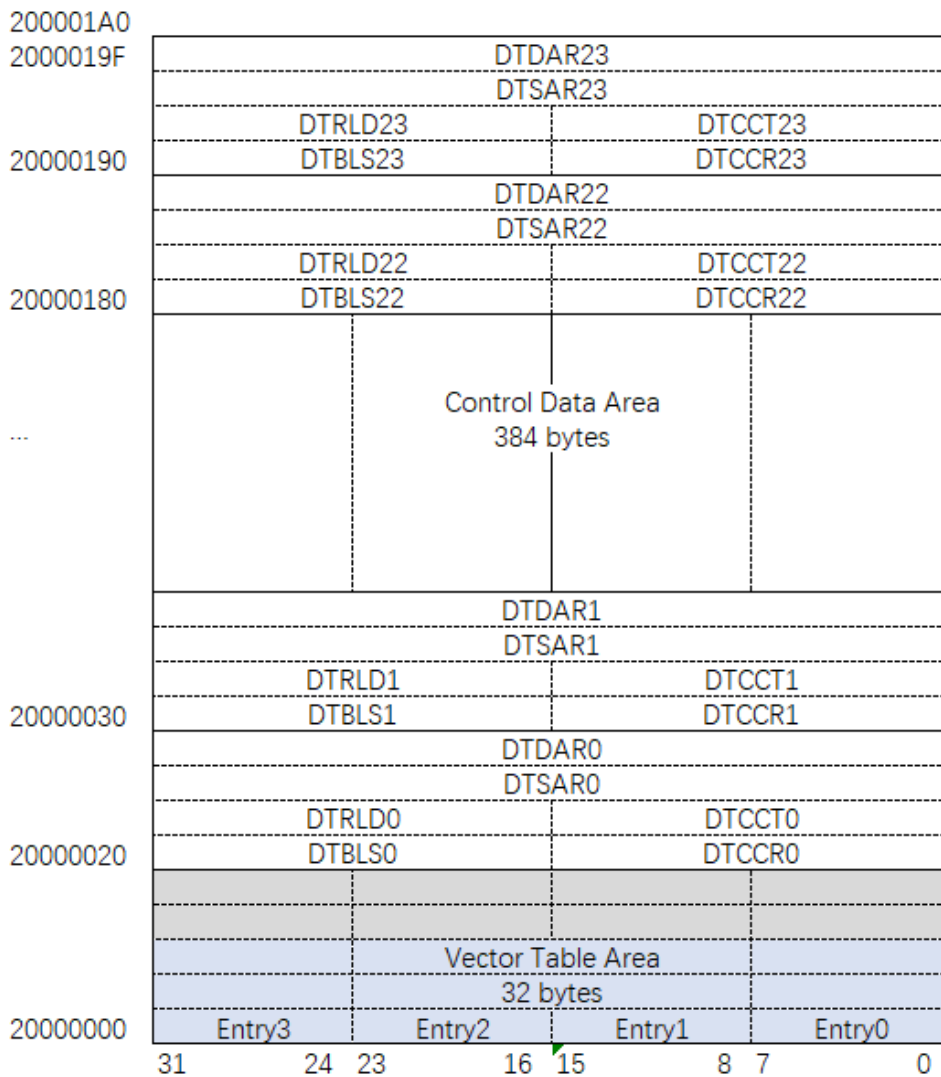 200001A0
2000019F DTDAR23
DTSAR23
DTRLD23 DTCCT23
20000190 DTBLS23 DTCCR23
DTDAR22
DTSAR22
DTRLD22 DTCCT22
20000180 DTBLS22 DTCCR22
Control Data Area
... 384 bytes
DTDAR1
DTSAR1
DTRLD1 DTCCT1
20000030 DTBLS1 DTCCR1
DTDAR0
DTSAR0
DTRLD0 DTCCT0
20000020 DTBLS0 DTCCR0
Vector Table Area
32 bytes
20000000 Entry3 Entry2 Entry1 Entry0
31 24 23 16 15 8 7 0